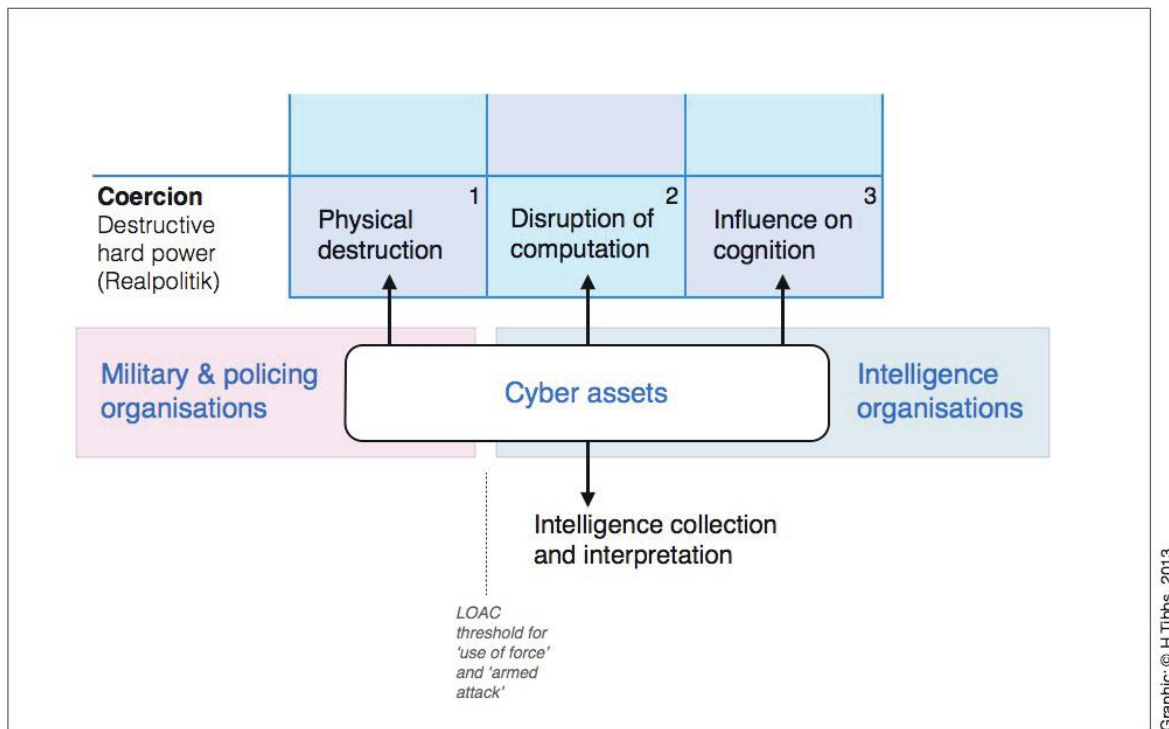 Coercion
Destructive
hard power
(Realpolitik)
1
Physical
destruction
2
Disruption of
computation
3
Influence on
cognition
Military & policing
organisations
Cyber assets
Intelligence
organisations
Intelligence collection
and interpretation
LOAC
threshold for
‘use of force’
and ‘armed
attack’
Graphic: © H Tibbs, 2013